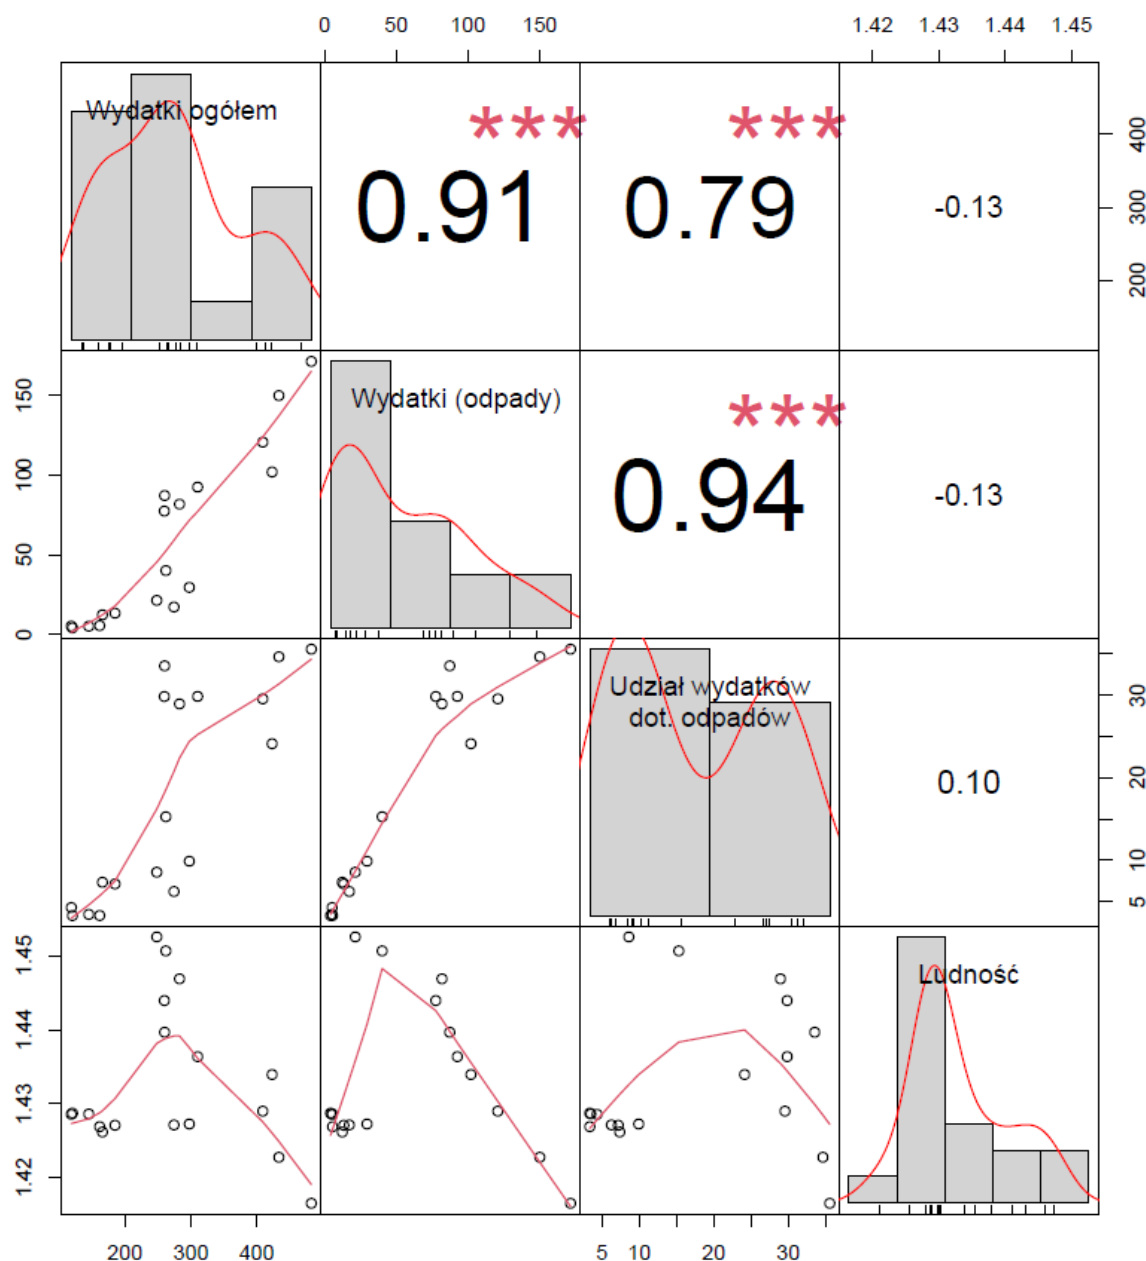 0 50 100 150 1.42 1.43 1.44 1.45
Wydatki ogółem
*** 0.91
*** 0.79
-0.13
200 300 400
0 50 100 150
Wydatki (odpady)
*** 0.94
-0.13
Udział wydatków
dot. odpadów
0.10
5 10 20 30
1.42 1.43 1.44 1.45
Ludność
200 300 400 5 10 20 30